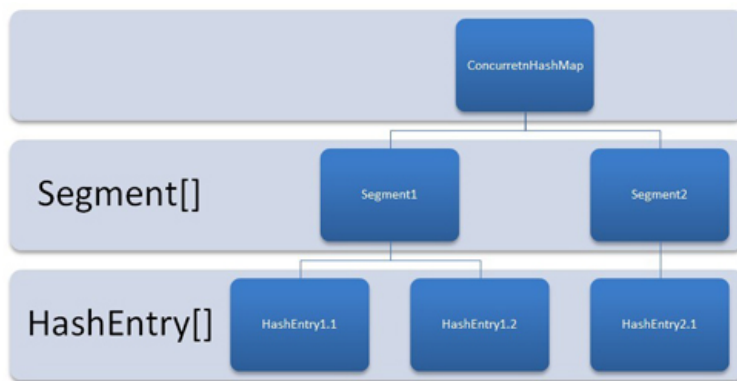 ConcurretnHashMap
Segment[]
Segment1
Segment2
HashEntry[]
HashEntry1.1
HashEntry1.2
HashEntry2.1